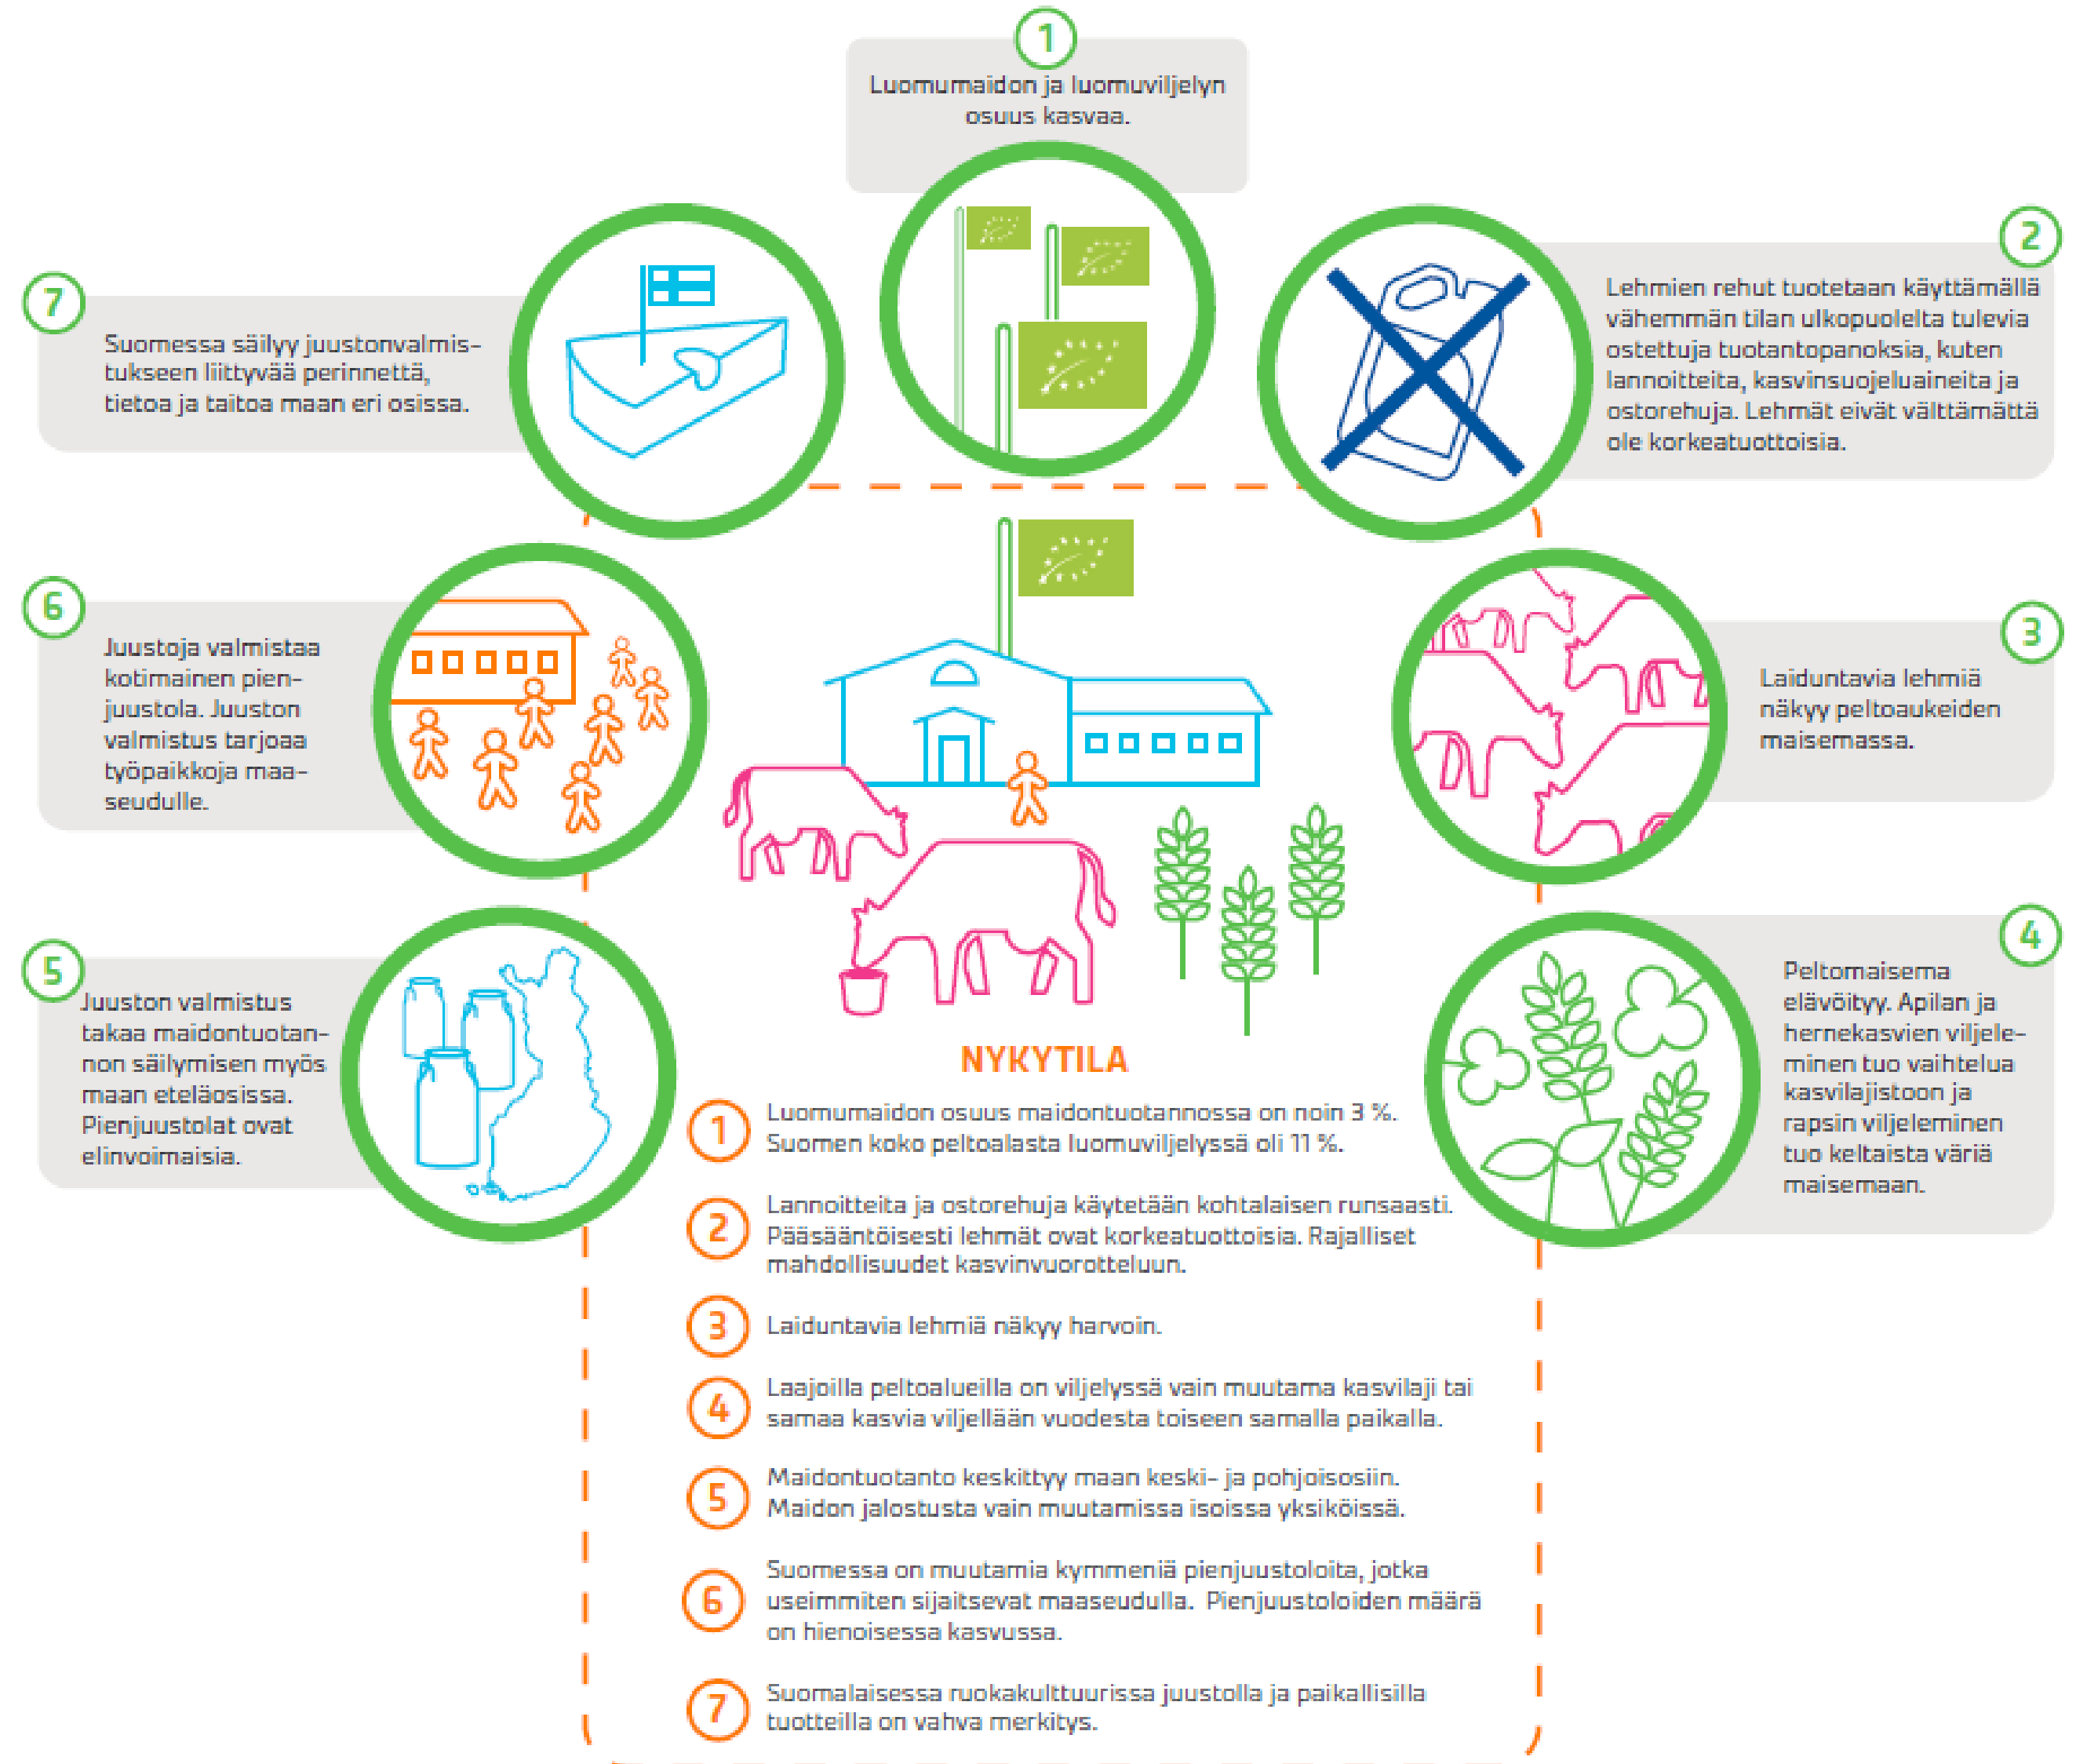 1
Luomumaidon ja luomuviljelyn
osuus kasvaa.
2
Lehmien rehut tuotetaan käyttämällä
vähemmän tilan ulkopuolelta tulevia
ostettuja tuotantopanoksia, kuten
lannoitteita, kasvinsuojeluaineita ja
ostorehuja. Lehmät eivät välttämättä
ole korkeatuottoisia.
3
Laiduntavia lehmiä
näkyy peltoaukeiden
maisemassa.
4
Peltomaisema
elävöityy. Apilan ja
hernekasvien viljele-
minen tuo vaihtelua
kasvilajistoon ja
rapsin viljeleminen
tuo keltaista väriä
maisemaan.
5
Juuston valmistus
takaa maidontuotan-
non säilymisen myös
maan eteläosissa.
Pienjuustolat ovat
elinvoimaisia.
6
Juustoja valmistaa
kotimainen pien-
juustola. Juuston
valmistus tarjoaa
työpaikkoja maa-
seudulle.
7
Suomessa säilyy juustonvalmis-
tukseen liittyvää perinnettä,
tietoa ja taitoa maan eri osissa.
NYKYTILA
1
Luomumaidon osuus maidontuotannossa on noin 3 %.
Suomen koko peltoalasta luomuviljelyssä oli 11 %.
2
Lannoitteita ja ostorehuja käytetään kohtalaisen runsaasti.
Pääsääntöisesti lehmät ovat korkeatuottoisia. Rajalliset
mahdollisuudet kasvinvuorotteluun.
3
Laiduntavia lehmiä näkyy harvoin.
4
Laajoilla peltoalueilla on viljelyssä vain muutama kasvilaji tai
samaa kasvia viljellään vuodesta toiseen samalla paikalla.
5
Maidontuotanto keskittyy maan keski- ja pohjoisosiin.
Maidon jalostusta vain muutamissa isoissa yksiköissä.
6
Suomessa on muutamia kymmeniä pienjuustoloita, jotka
useimmiten sijaitsevat maaseudulla. Pienjuustoloiden määrä
on hienoisessa kasvussa.
7
Suomalaisessa ruokakulttuurissa juustolla ja paikallisilla
tuotteilla on vahva merkitys.